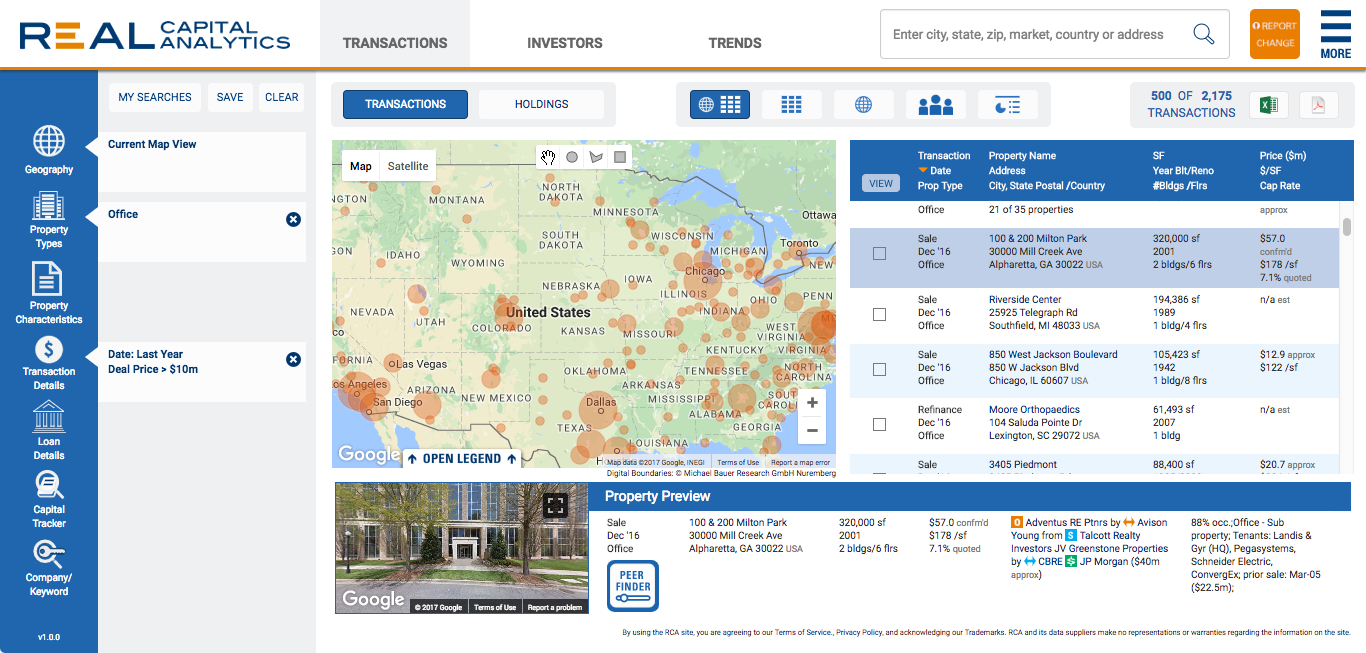 REAL CAPITAL ANALYTICS
TRANSACTIONS
INVESTORS
TRENDS
Enter city, state, zip, market, country or address
REPORT
CHANGE
MORE
MY SEARCHES
SAVE
CLEAR
Geography
Property
Types
Property
Characteristics
Transaction
Details
Loan
Details
Capital
Tracker
Company/
Keyword
v1.0.0
Current Map View
Office
Date: Last Year
Deal Price > $10m
TRANSACTIONS
HOLDINGS
500 OF 2,175
TRANSACTIONS
Map
Satellite
NGTON
MONTANA
NORTH
DAKOTA
MINNESOTA
Ottawa
SOUTH
DAKOTA
WISCONSIN
MICHIGAN
Toronto
GON
IDAHO
WYOMING
Chicago
NEW
IOWA
NEBRASKA
ILLINOIS
OHIO
PENN
NEVADA
UTAH
United States
INDIANA
COLORADO
KANSAS
MISSOURI
WEST
VIRGINIA
co
KENTUCKY
VIRGINIA
FORNIA
Las Vegas
OKLAHOMA
TENNESSEE
NORTH
CAROLINA
os Angeles
ARIZONA
NEW MEXICO
ARKANSAS
San Diego
Dallas
MISSISSIPPI
SOUT
CAROLI
ALABAMA
TEXAS
GEORGIA
LOUISIANA
H
+
−
Google
OPEN LEGEND
Map data ©2017 Google, INEGI
Terms of Use
Report a map error
Digital Boundaries: © Michael Bauer Research GmbH Nuremberg
VIEW
Transaction
Date
Prop Type
Property Name
Address
City, State Postal /Country
SF
Year Blt/Reno
#Bldgs /Flrs
Price ($m)
$/SF
Cap Rate
Office 21 of 35 properties approx
Sale 100 & 200 Milton Park 320,000 sf $57.0
Dec '16 30000 Mill Creek Ave 2001 confm'd
Office Alpharetta, GA 30022 USA 2 bldgs/6 flrs $178 /sf
7.1% quoted
Sale Riverside Center 194,386 sf n/a est
Dec '16 25925 Telegraph Rd 1989
Office Southfield, MI 48033 USA 1 bldg/4 flrs
Sale 850 West Jackson Boulevard 105,423 sf $12.9 approx
Dec '16 850 W Jackson Blvd 1942 $122 /sf
Office Chicago, IL 60607 USA 1 bldg/8 flrs
Refinance Moore Orthopaedics 61,493 sf n/a est
Dec '16 104 Saluda Pointe Dr 2007
Office Lexington, SC 29072 USA 1 bldg
Sale 3405 Piedmont 88,400 sf $20.7 approx
Google
© 2017 Google
Terms of Use
Report a problem
Property Preview
Sale 100 & 200 Milton Park 320,000 sf $57.0 confm'd
Dec '16 30000 Mill Creek Ave 2001 $178 /sf
Office Alpharetta, GA 30022 USA 2 bldgs/6 flrs 7.1% quoted
PEER
FINDER
O Adventus RE Ptnrs by Avison
Young from S Talcott Realty
Investors JV Greenstone Properties
by CBRE $ JP Morgan ($40m
approx)
88% occ.;Office - Sub
property; Tenants: Landis &
Gyr (HQ), Pegasystems,
Schneider Electric,
ConvergEx; prior sale: Mar-05
($22.5m);
By using the RCA site, you are agreeing to our Terms of Service., Privacy Policy, and acknowledging our Trademarks. RCA and its data suppliers make no representations or warranties regarding the information on the site.